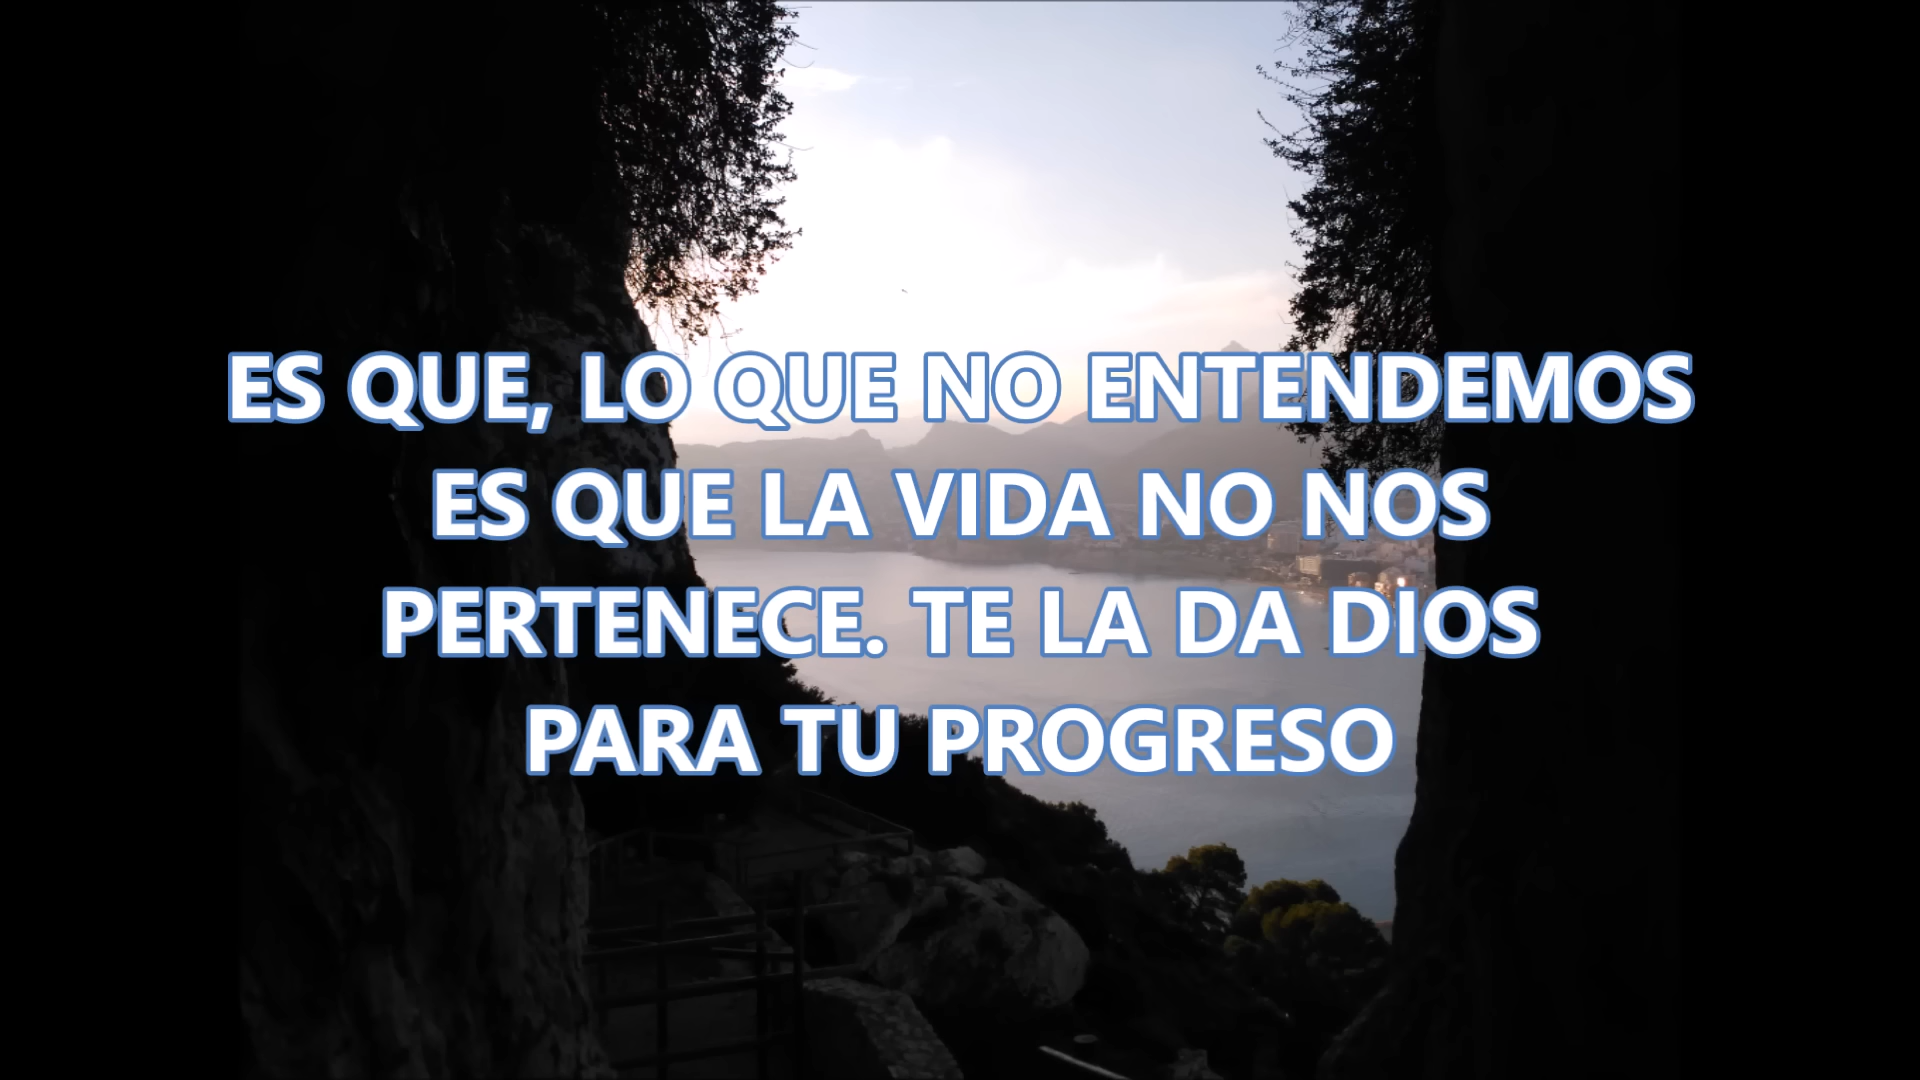 ES QUE, LO QUE NO ENTENDEMOS
ES QUE LA VIDA NO NOS
PERTENECE. TE LA DA DIOS
PARA TU PROGRESO